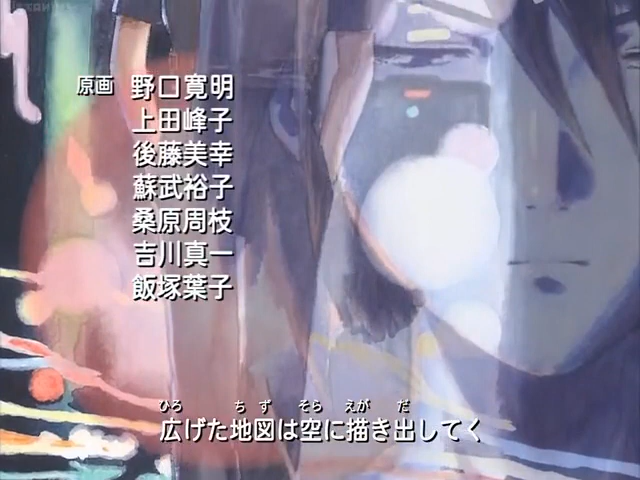 原画 野口寛明
上田峰子
後藤美幸
蘇武裕子
桑原周枝
吉川真一
飯塚葉子
ひろ ちず そら えが だ
広げた地図は空に描き出してく